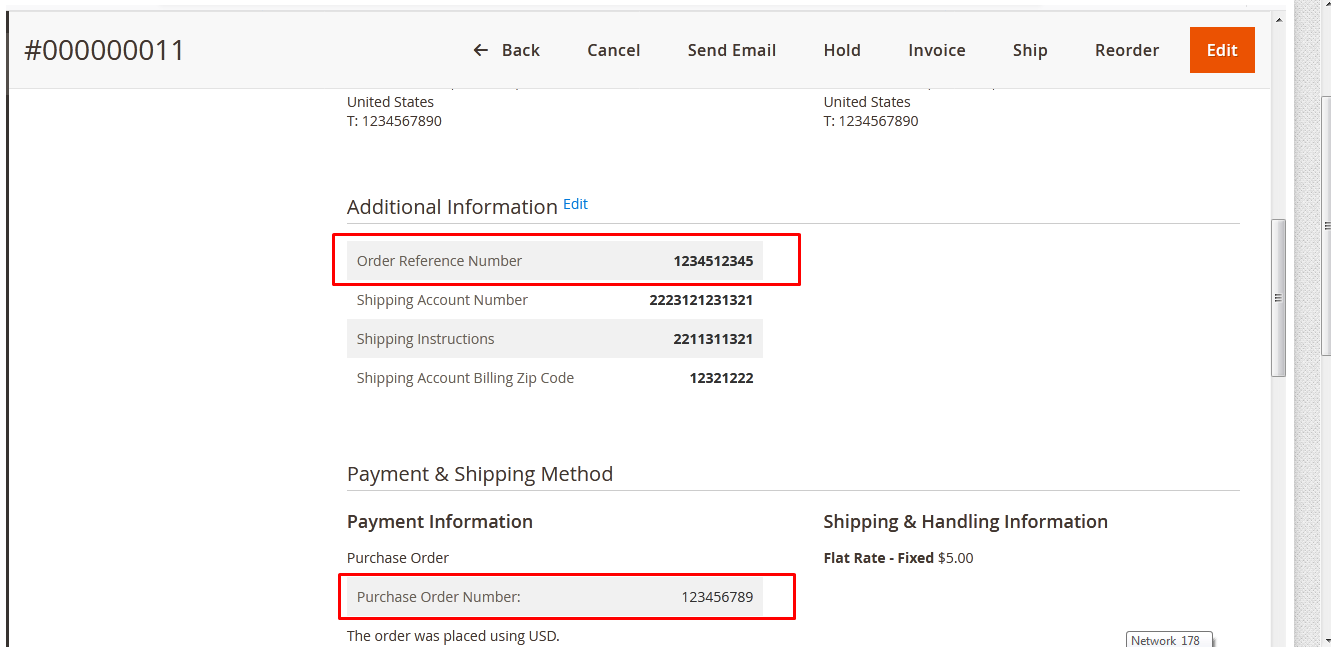 #000000011
← Back Cancel Send Email Hold Invoice Ship Reorder Edit
United States United States
T: 1234567890 T: 1234567890
Additional Information Edit
Order Reference Number 1234512345
Shipping Account Number 2223121231321
Shipping Instructions 2211311321
Shipping Account Billing Zip Code 12321222
Payment & Shipping Method
Payment Information Shipping & Handling Information
Purchase Order Flat Rate - Fixed $5.00
Purchase Order Number: 123456789
The order was placed using USD.
Network 178